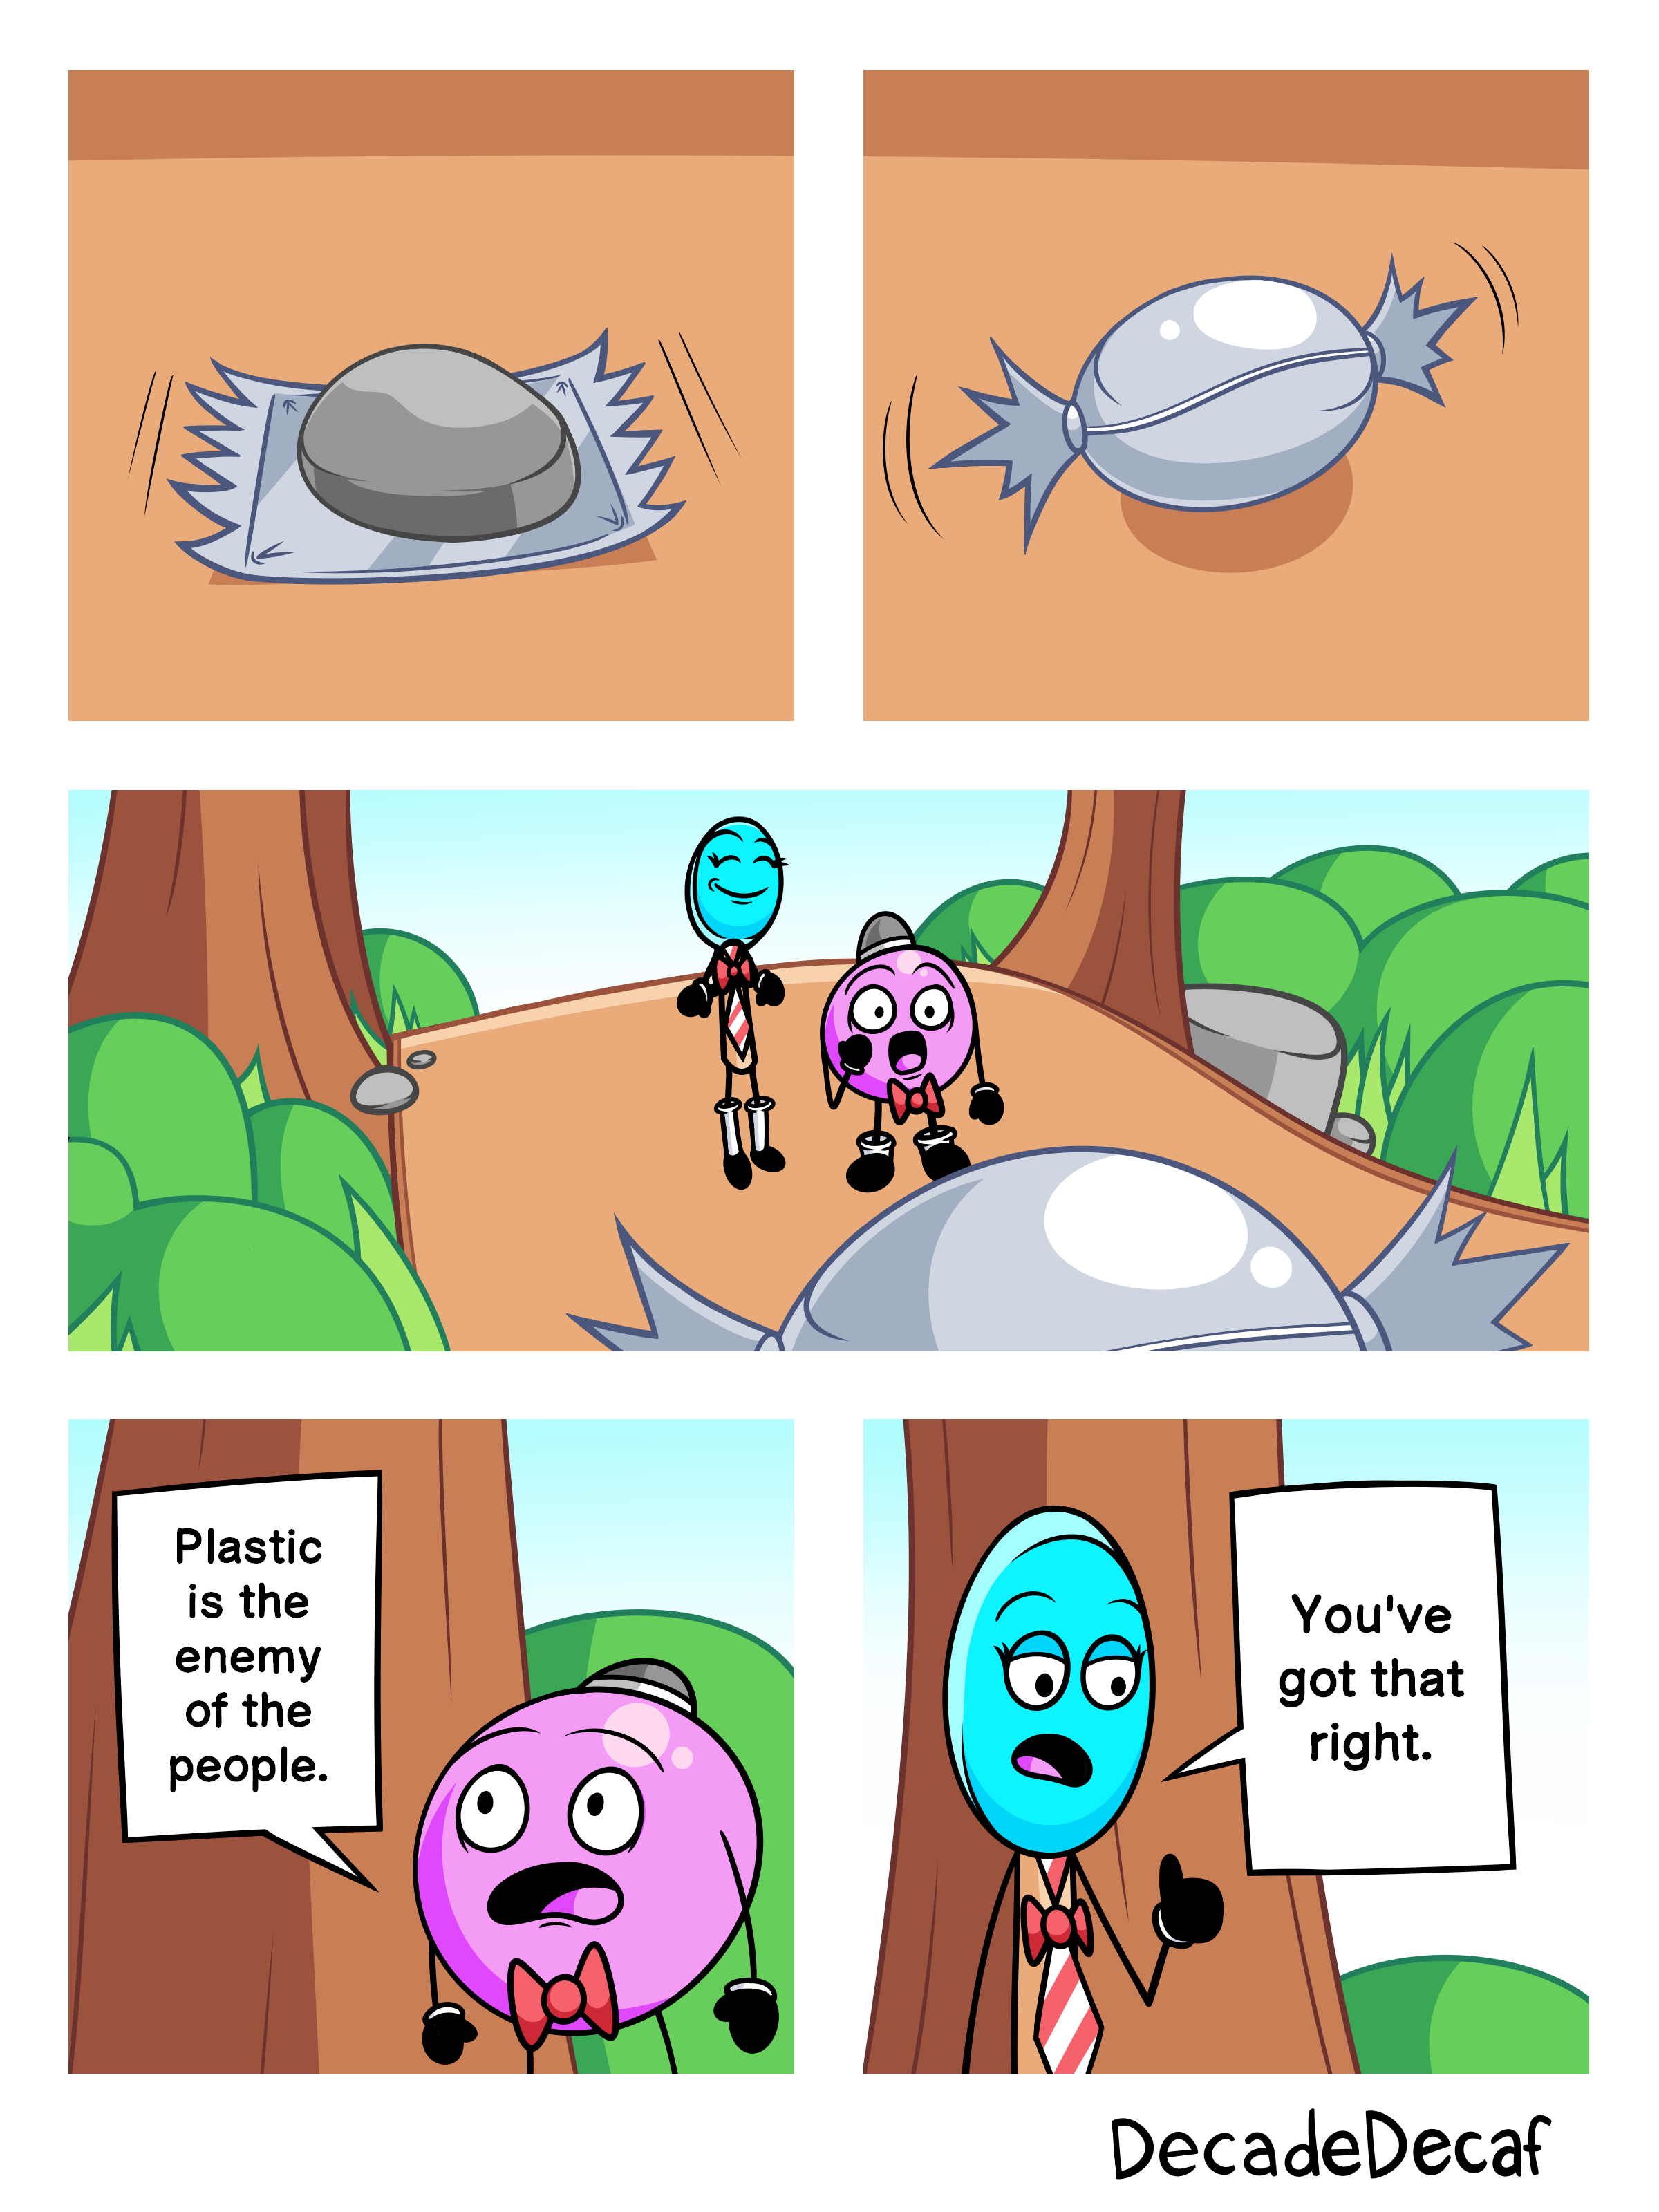 Plastic
is the
enemy
of the
people.
You've
got that
right.
DecadeDecaf